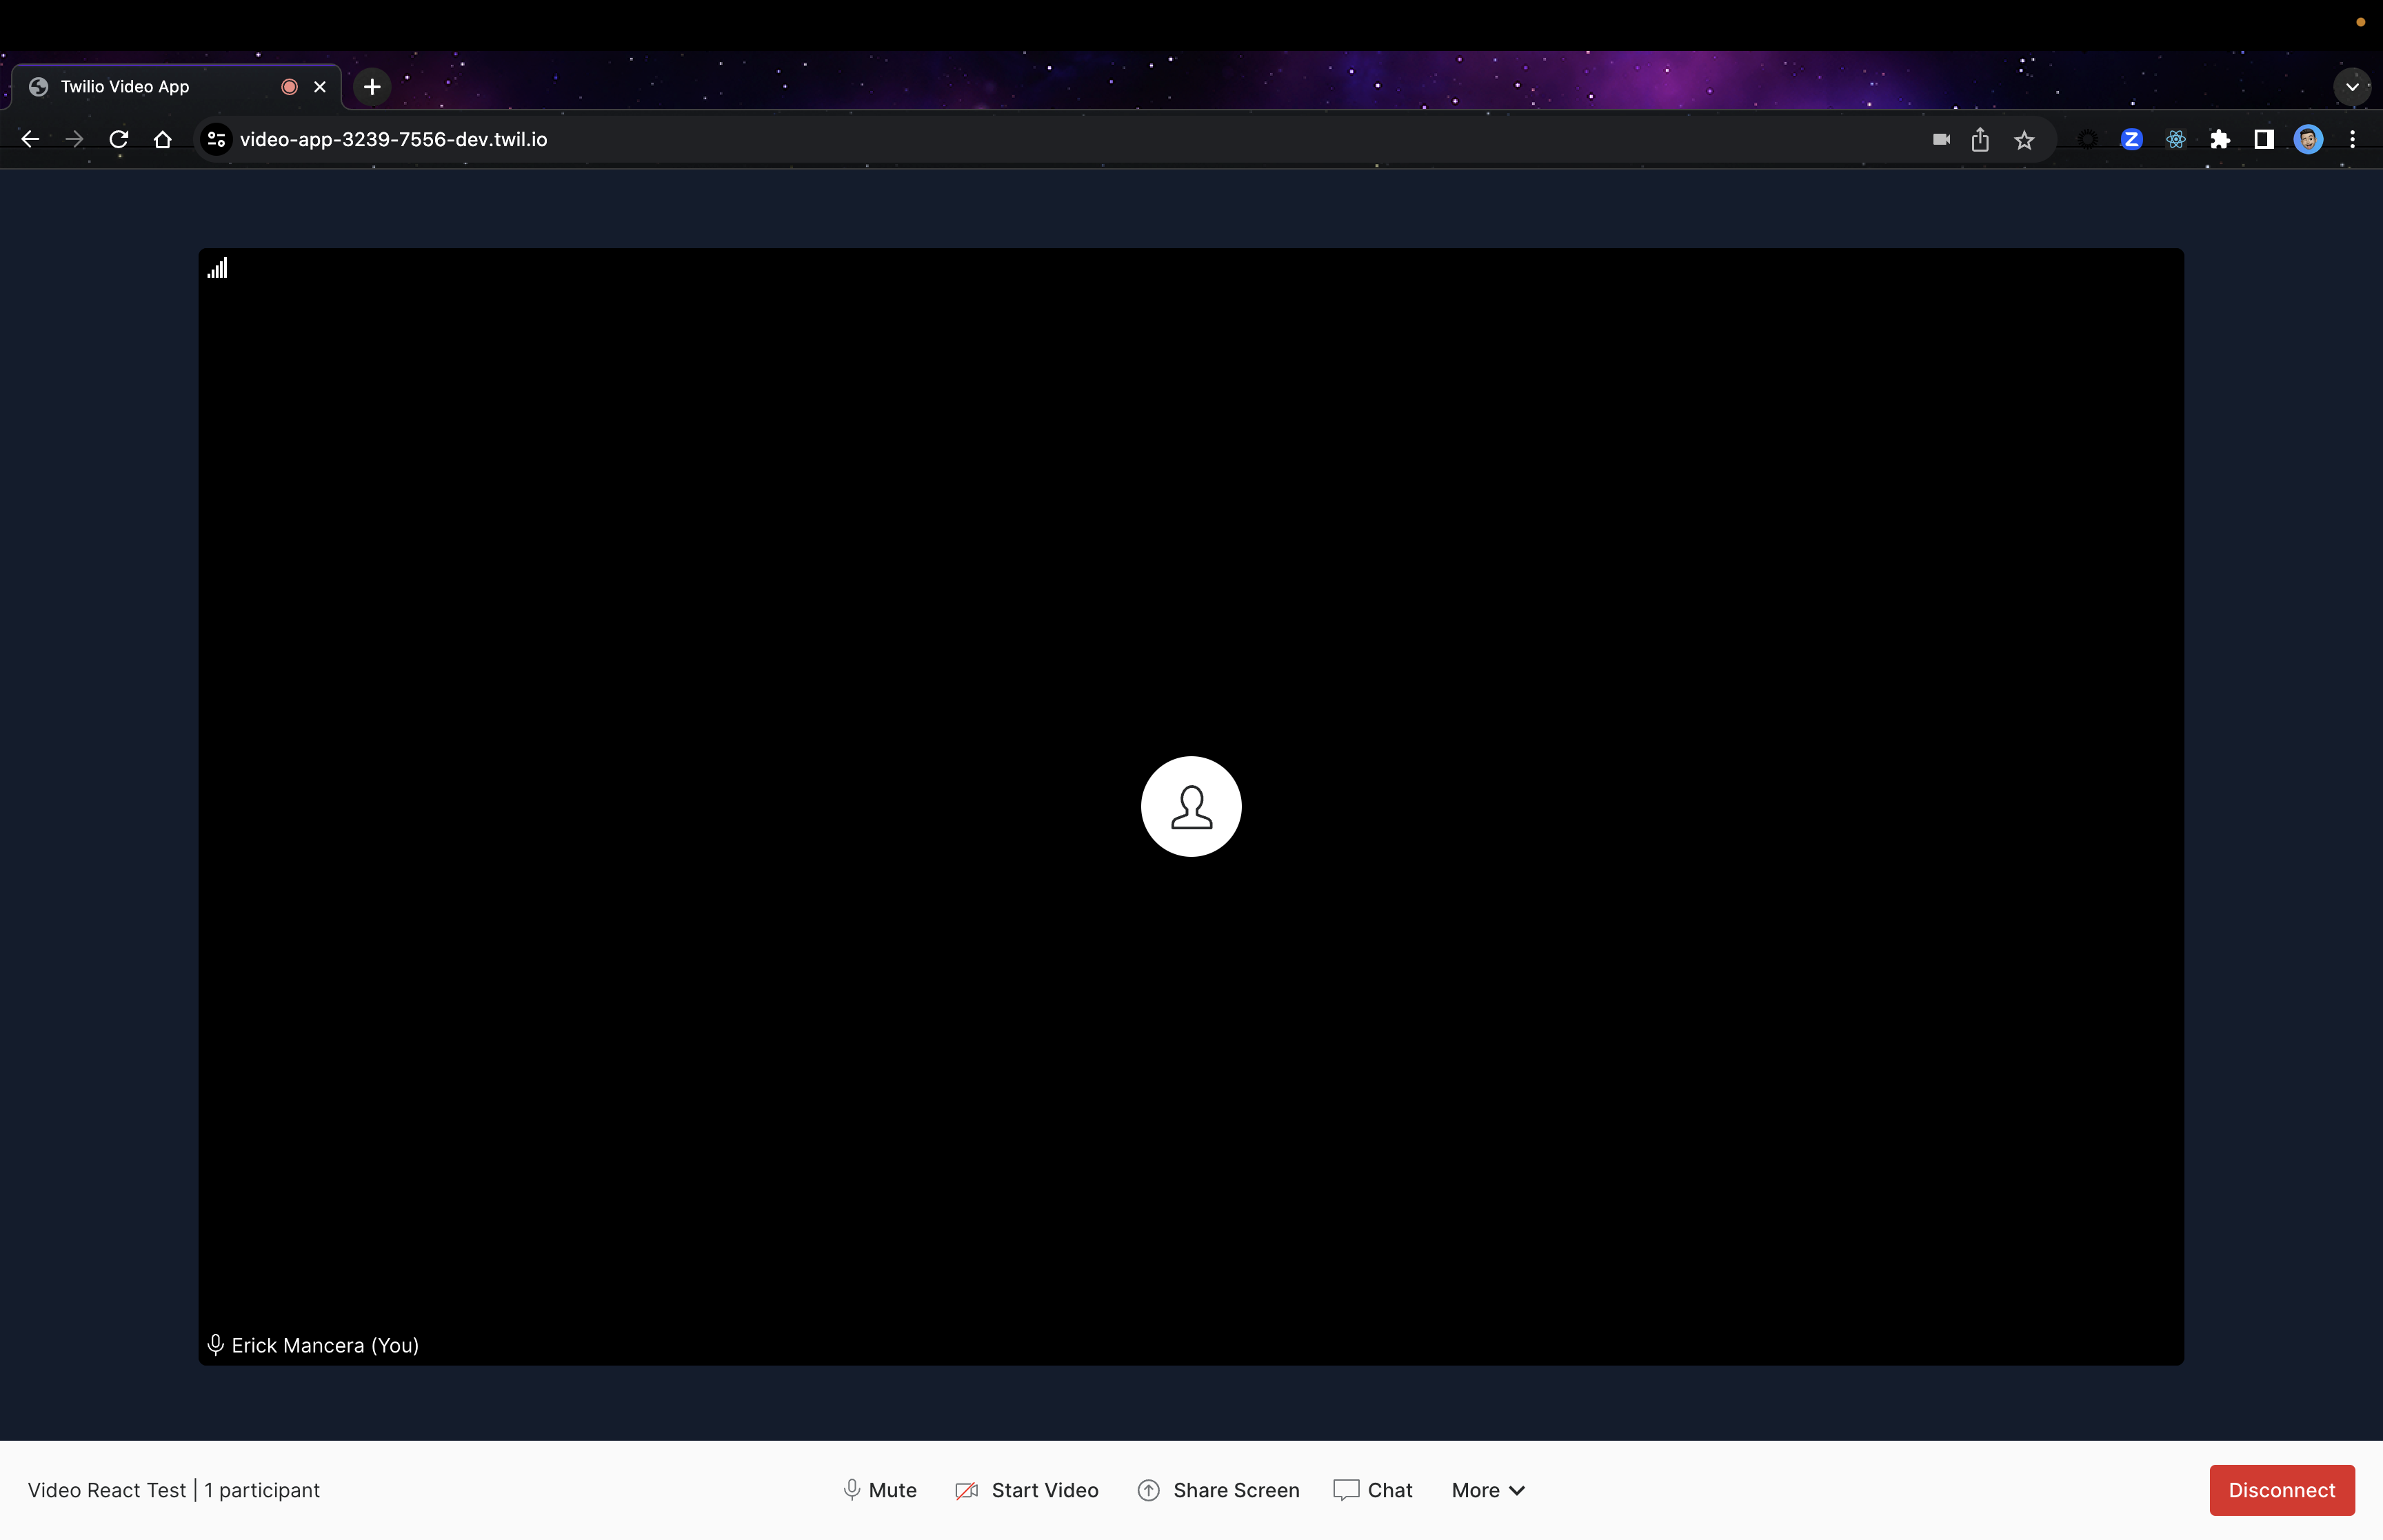 Twilio Video App
video-app-3239-7556-dev.twil.io
Z
Erick Mancera (You)
Video React Test | 1 participant
Mute
Start Video
Share Screen
Chat
More
Disconnect